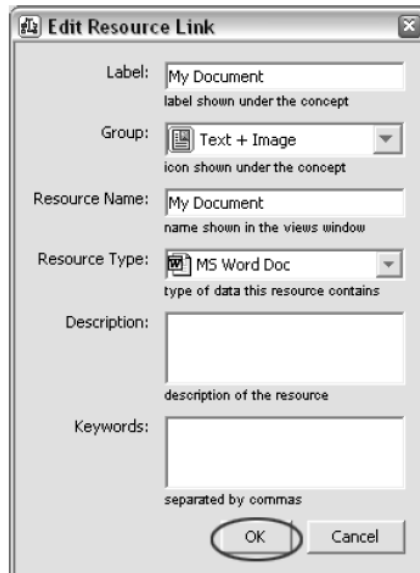 Edit Resource Link
Label: My Document
label shown under the concept
Group: Text + Image
icon shown under the concept
Resource Name: My Document
name shown in the views window
Resource Type: MS Word Doc
type of data this resource contains
Description:
description of the resource
Keywords:
separated by commas
OK Cancel